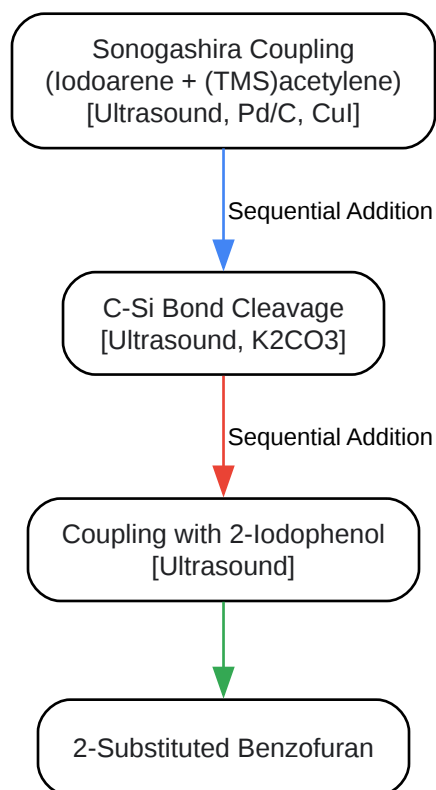 Sonogashira Coupling
(Iodoarene + (TMS)acetylene)
[Ultrasound, Pd/C, CuI]
Sequential Addition
C-Si Bond Cleavage
[Ultrasound, K2CO3]
Sequential Addition
Coupling with 2-Iodophenol
[Ultrasound]
2-Substituted Benzofuran